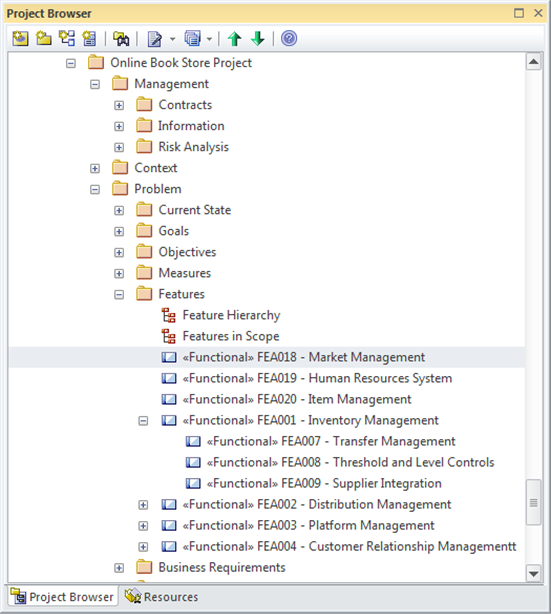 Project Browser
Online Book Store Project
Management
Contracts
Information
Risk Analysis
Context
Problem
Current State
Goals
Objectives
Measures
Features
Feature Hierarchy
Features in Scope
«Functional» FEA018 - Market Management
«Functional» FEA019 - Human Resources System
«Functional» FEA020 - Item Management
«Functional» FEA001 - Inventory Management
«Functional» FEA007 - Transfer Management
«Functional» FEA008 - Threshold and Level Controls
«Functional» FEA009 - Supplier Integration
«Functional» FEA002 - Distribution Management
«Functional» FEA003 - Platform Management
«Functional» FEA004 - Customer Relationship Managementt
Business Requirements
Project Browser Resources